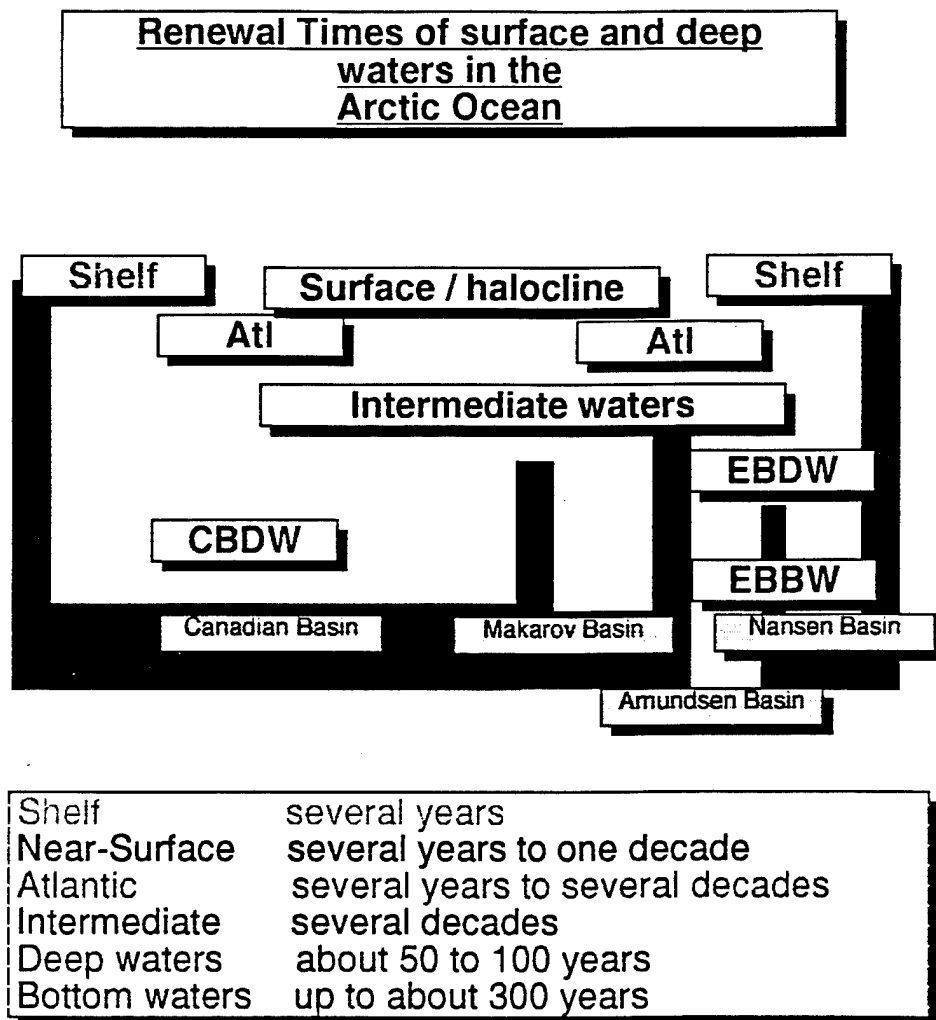 Renewal Times of surface and deep
waters in the
Arctic Ocean
Shelf
Surface / halocline
Shelf
Atl
Atl
Intermediate waters
EBDW
CBDW
EBBW
Canadian Basin
Makarov Basin
Nansen Basin
Amundsen Basin
Shelf several years
Near-Surface several years to one decade
Atlantic several years to several decades
Intermediate several decades
Deep waters about 50 to 100 years
Bottom waters up to about 300 years